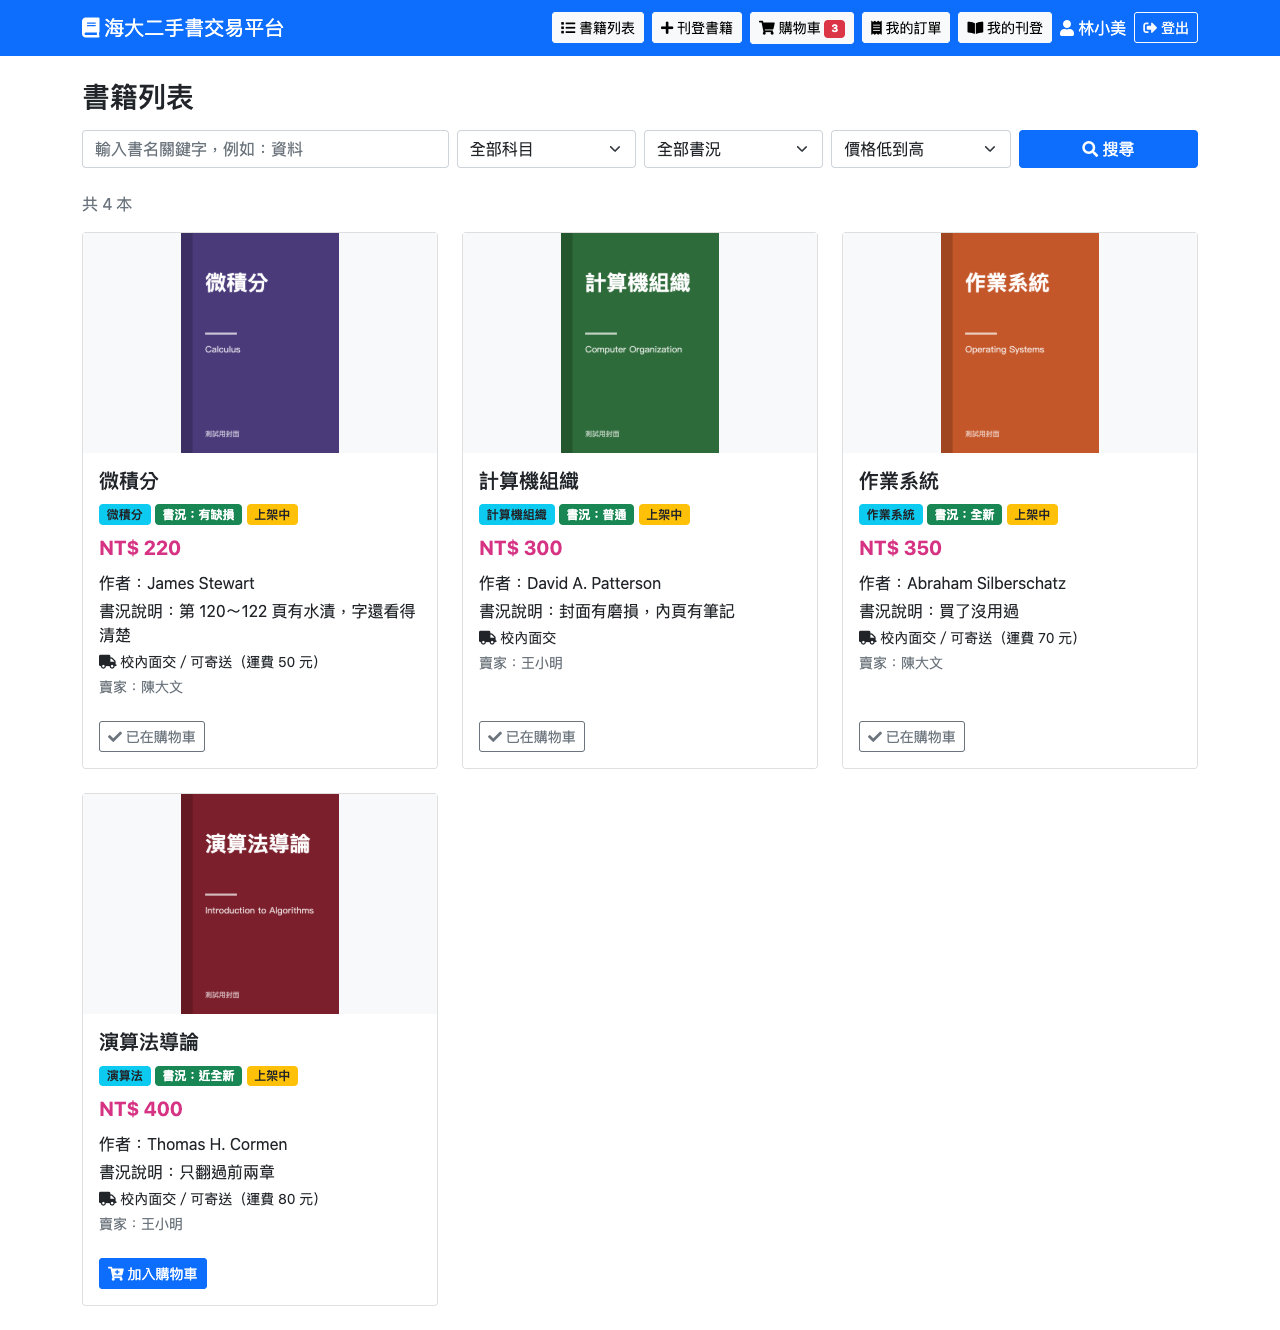 海大二手書交易平台
書籍列表
刊登書籍
購物車 3
我的訂單
我的刊登
林小美
登出
書籍列表
輸入書名關鍵字，例如：資料
全部科目
全部書況
價格低到高
搜尋
共 4 本
微積分
Calculus
測試用封面
微積分
微積分 書況：有缺損 上架中
NT$ 220
作者：James Stewart
書況說明：第 120～122 頁有水漬，字還看得
清楚
校內面交 / 可寄送（運費 50 元）
賣家：陳大文
已在購物車
計算機組織
Computer Organization
測試用封面
計算機組織
計算機組織 書況：普通 上架中
NT$ 300
作者：David A. Patterson
書況說明：封面有磨損，內頁有筆記
校內面交
賣家：王小明
已在購物車
作業系統
Operating Systems
測試用封面
作業系統
作業系統 書況：全新 上架中
NT$ 350
作者：Abraham Silberschatz
書況說明：買了沒用過
校內面交 / 可寄送（運費 70 元）
賣家：陳大文
已在購物車
演算法導論
Introduction to Algorithms
測試用封面
演算法導論
演算法 書況：近全新 上架中
NT$ 400
作者：Thomas H. Cormen
書況說明：只翻過前兩章
校內面交 / 可寄送（運費 80 元）
賣家：王小明
加入購物車